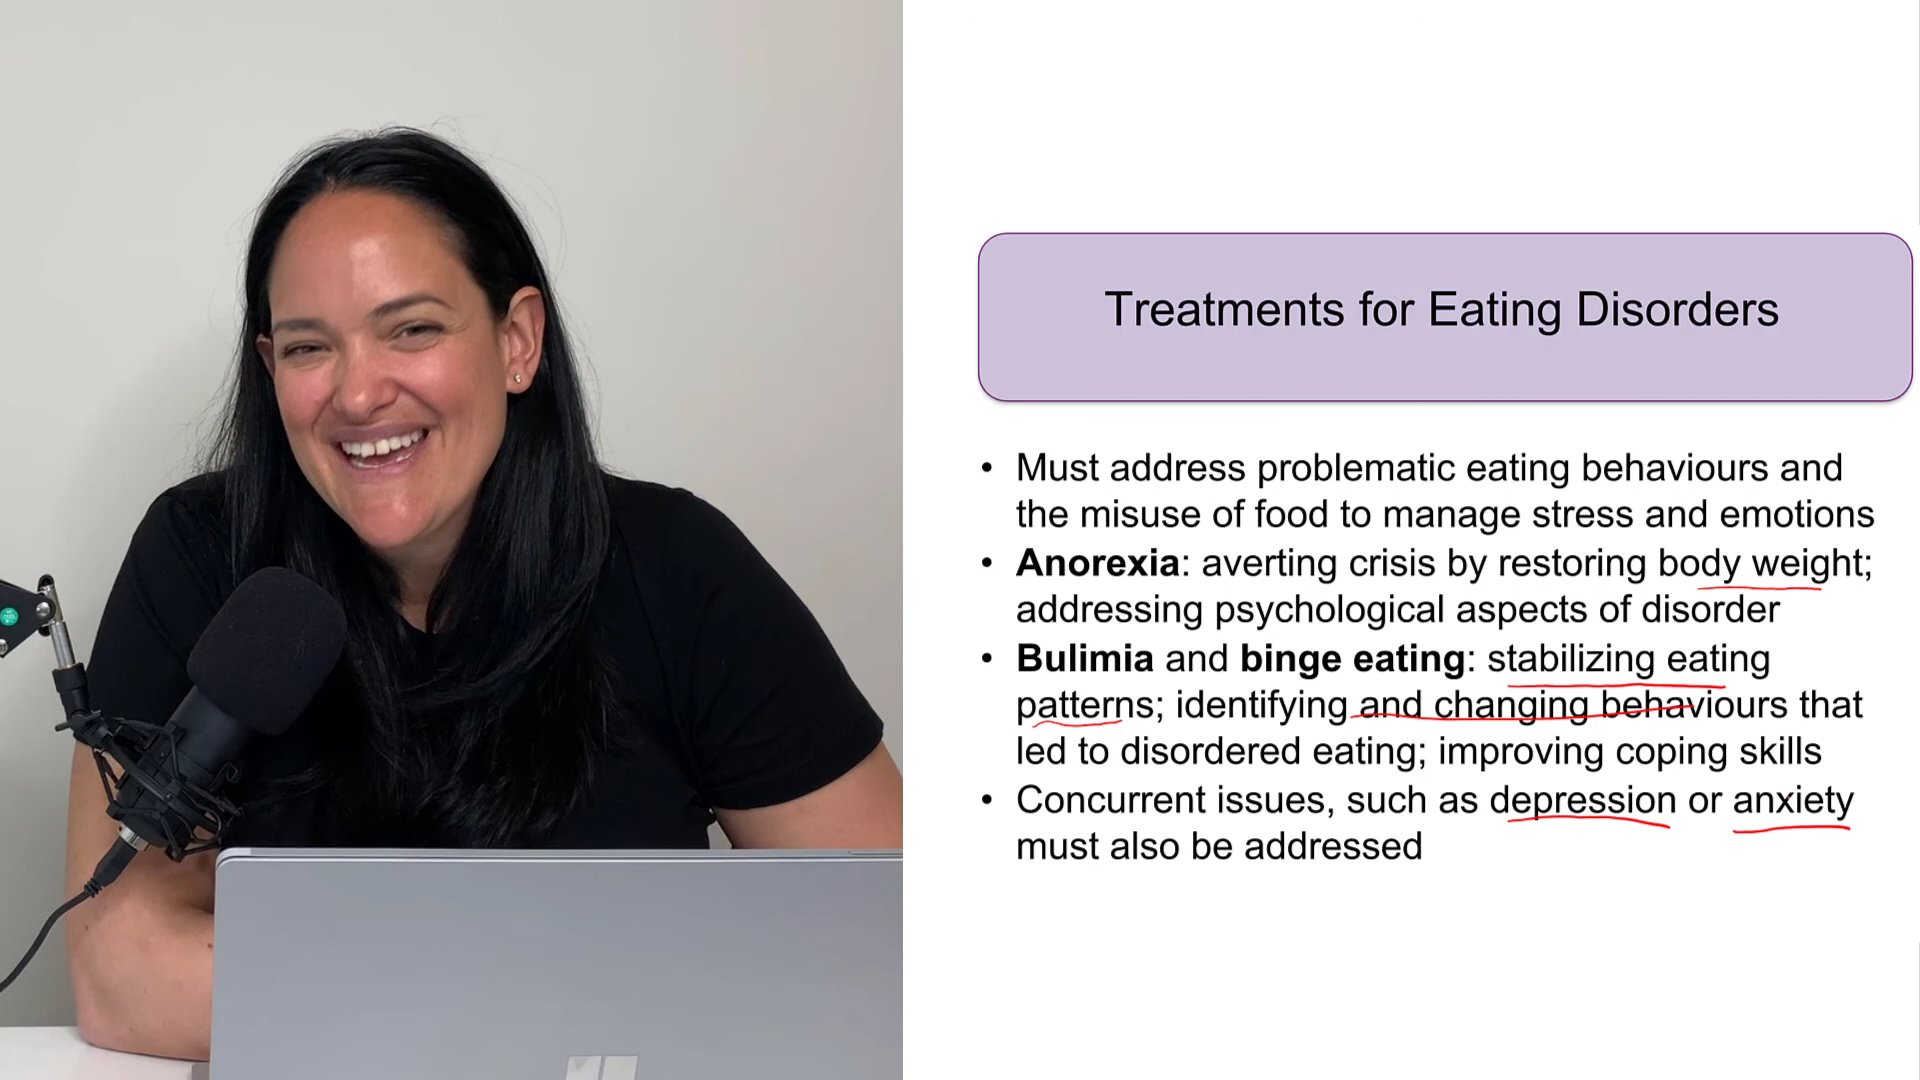 Treatments for Eating Disorders
• Must address problematic eating behaviours and
the misuse of food to manage stress and emotions
• Anorexia: averting crisis by restoring body weight;
addressing psychological aspects of disorder
• Bulimia and binge eating: stabilizing eating
patterns; identifying and changing behaviours that
led to disordered eating; improving coping skills
• Concurrent issues, such as depression or anxiety
must also be addressed